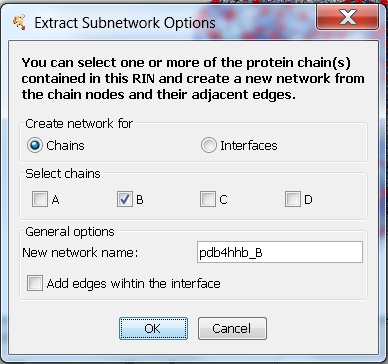 Extract Subnetwork Options
You can select one or more of the protein chain(s)
contained in this RIN and create a new network from
the chain nodes and their adjacent edges.
Create network for
Chains Interfaces
Select chains
A B C D
General options
New network name: pdb4hhb_B
Add edges wihtin the interface
OK Cancel